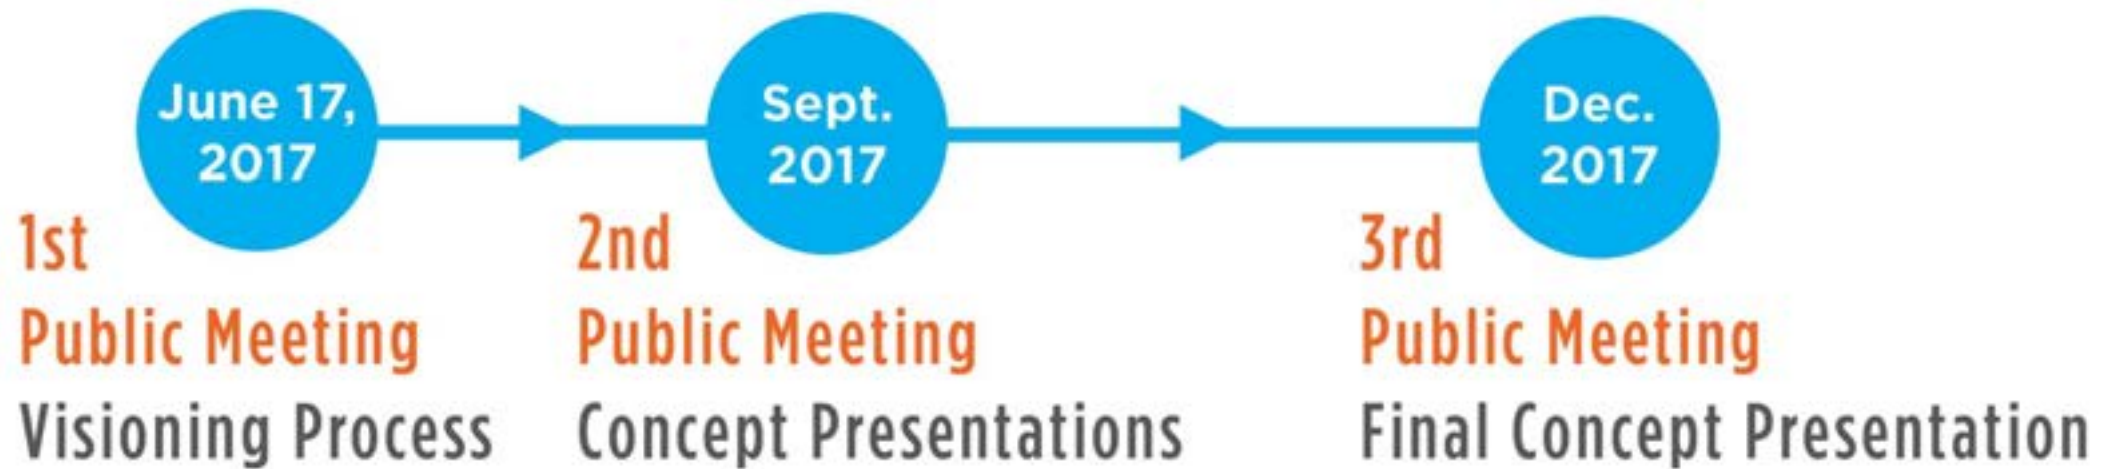 June 17,
2017
1st
Public Meeting
Visioning Process
Sept.
2017
2nd
Public Meeting
Concept Presentations
Dec.
2017
3rd
Public Meeting
Final Concept Presentation